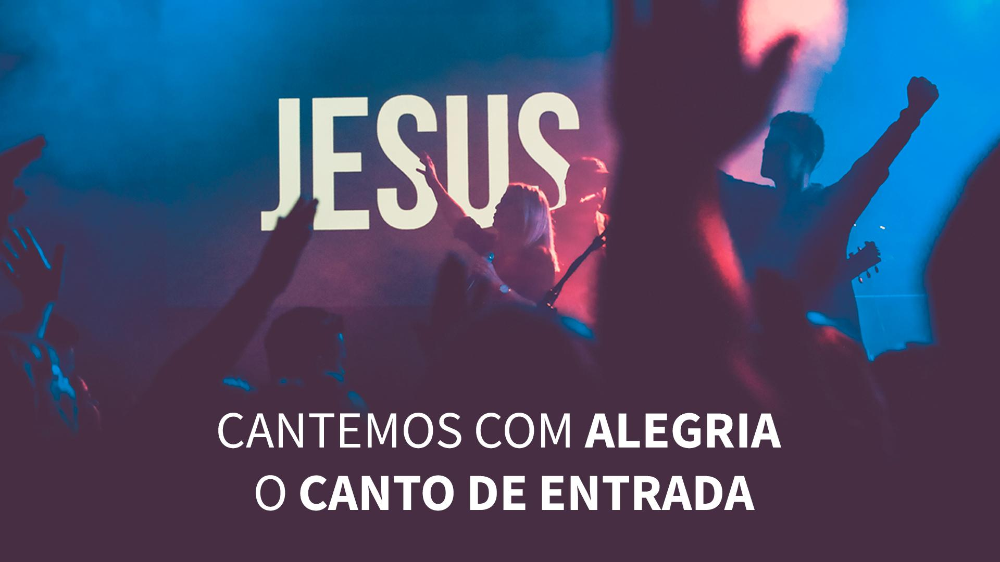 JESUS
CANTEMOS COM ALEGRIA
O CANTO DE ENTRADA